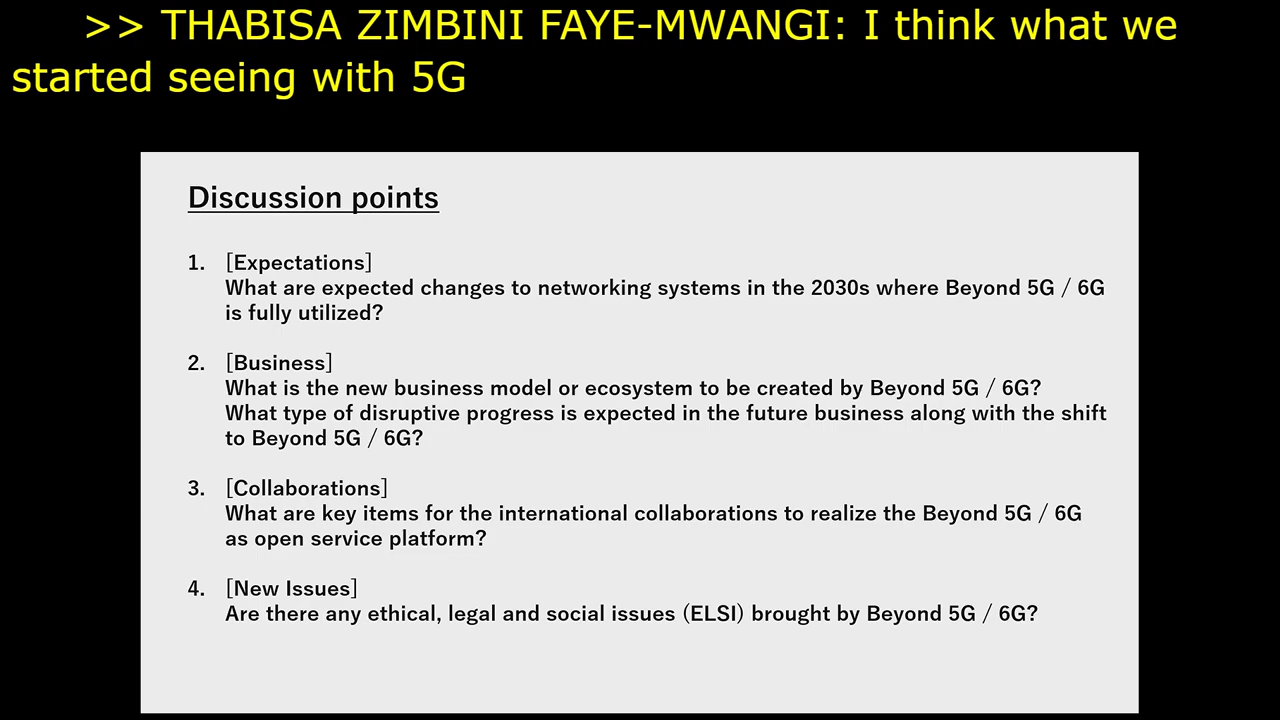 >> THABISA ZIMBINI FAYE-MWANGI: I think what we
started seeing with 5G
Discussion points
1. [Expectations]
What are expected changes to networking systems in the 2030s where Beyond 5G / 6G
is fully utilized?
2. [Business]
What is the new business model or ecosystem to be created by Beyond 5G / 6G?
What type of disruptive progress is expected in the future business along with the shift
to Beyond 5G / 6G?
3. [Collaborations]
What are key items for the international collaborations to realize the Beyond 5G / 6G
as open service platform?
4. [New Issues]
Are there any ethical, legal and social issues (ELSI) brought by Beyond 5G / 6G?